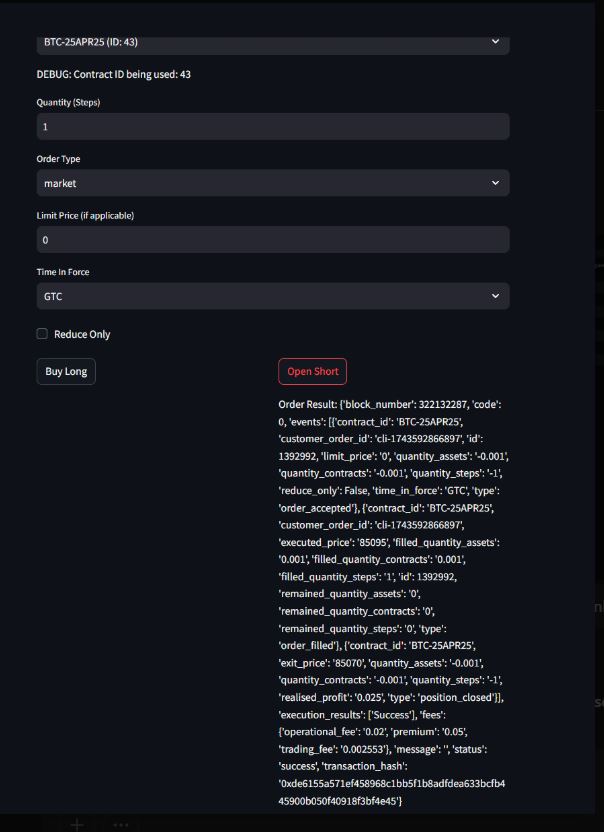 BTC-25APR25 (ID: 43)
DEBUG: Contract ID being used: 43
Quantity (Steps)
1
Order Type
market
Limit Price (if applicable)
0
Time In Force
GTC
Reduce Only
Buy Long
Open Short
Order Result: {'block_number': 322132287, 'code':
0, 'events': [{'contract_id': 'BTC-25APR25',
'customer_order_id': 'cli-1743592866897', 'id':
1392992, 'limit_price': '0', 'quantity_assets': '-0.001',
'quantity_contracts': '-0.001', 'quantity_steps': '-1',
'reduce_only': False, 'time_in_force': 'GTC', 'type':
'order_accepted'}, {'contract_id': 'BTC-25APR25',
'customer_order_id': 'cli-1743592866897',
'executed_price': '85095', 'filled_quantity_assets':
'0.001', 'filled_quantity_contracts': '0.001',
'filled_quantity_steps': '1', 'id': 1392992,
'remained_quantity_assets': '0',
'remained_quantity_contracts': '0',
'remained_quantity_steps': '0', 'type':
'order_filled'}, {'contract_id': 'BTC-25APR25',
'exit_price': '85070', 'quantity_assets': '-0.001',
'quantity_contracts': '-0.001', 'quantity_steps': '-1',
'realised_profit': '0.025', 'type': 'position_closed'}],
'execution_results': ['Success'], 'fees':
{'operational_fee': '0.02', 'premium': '0.05',
'trading_fee': '0.002553'}, 'message': '', 'status':
'success', 'transaction_hash':
'0xde6155a571ef458968c1bb5f1b8adfdea633bcfb4
45900b050f40918f3bf4e45'}